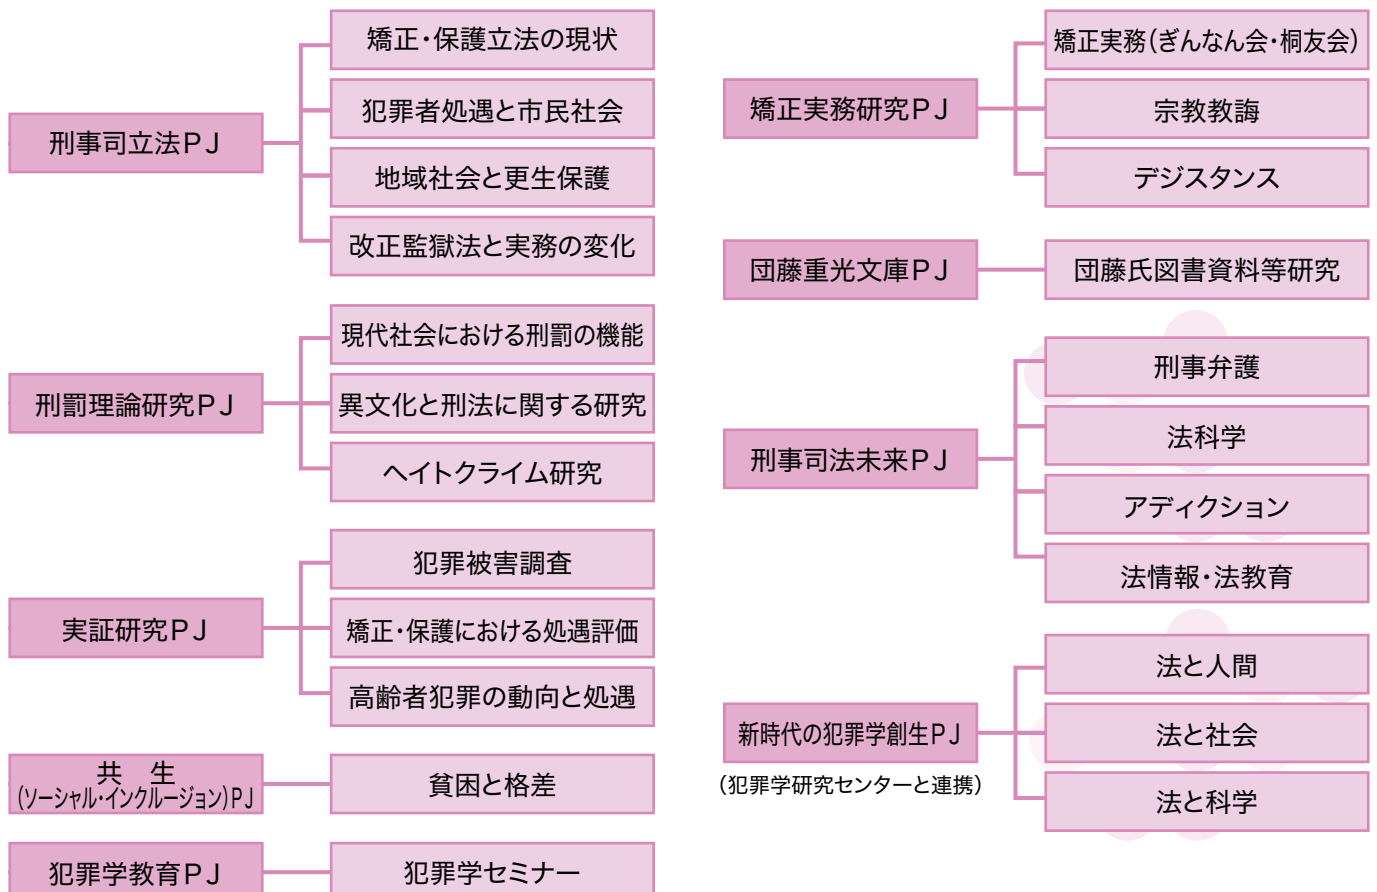 刑事司立法PJ
矯正・保護立法の現状
犯罪者処遇と市民社会
地域社会と更生保護
改正監獄法と実務の変化
刑罰理論研究PJ
現代社会における刑罰の機能
異文化と刑法に関する研究
ヘイトクライム研究
実証研究PJ
犯罪被害調査
矯正・保護における処遇評価
高齢者犯罪の動向と処遇
共　生
(ソーシャル・インクルージョン)PJ
貧困と格差
犯罪学教育PJ
犯罪学セミナー
矯正実務研究PJ
矯正実務(ぎんなん会・桐友会)
宗教教誨
デジスタンス
団藤重光文庫PJ
団藤氏図書資料等研究
刑事司法未来PJ
刑事弁護
法科学
アディクション
法情報・法教育
新時代の犯罪学創生PJ
(犯罪学研究センターと連携)
法と人間
法と社会
法と科学